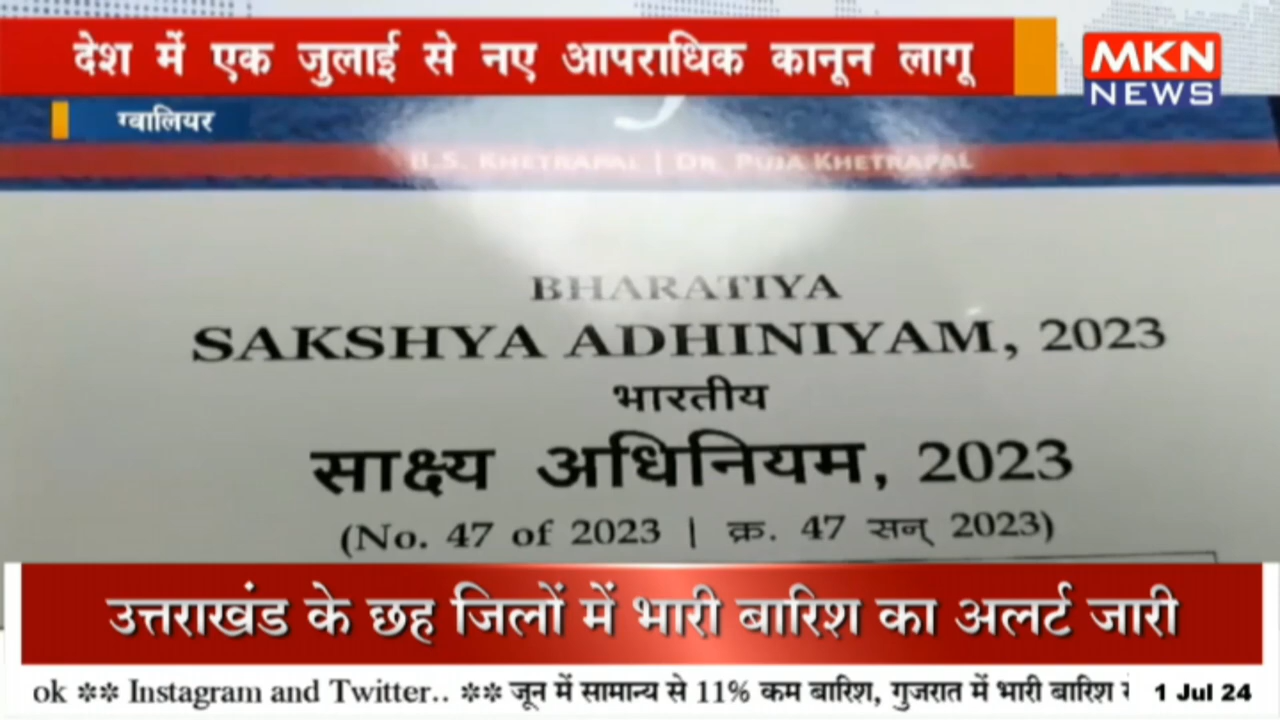 देश में एक जुलाई से नए आपराधिक कानून लागू
MKN
NEWS
ग्वालियर
B.S. KHETRAPAL | DR. PUJA KHETRAPAL
BHARATIYA
SAKSHYA ADHINIYAM, 2023
भारतीय
साक्ष्य अधिनियम, 2023
(No. 47 of 2023 | क्र. 47 सन् 2023)
उत्तराखंड के छह जिलों में भारी बारिश का अलर्ट जारी
ok ** Instagram and Twitter.. ** जून में सामान्य से 11% कम बारिश, गुजरात में भारी बारिश
1 Jul 24